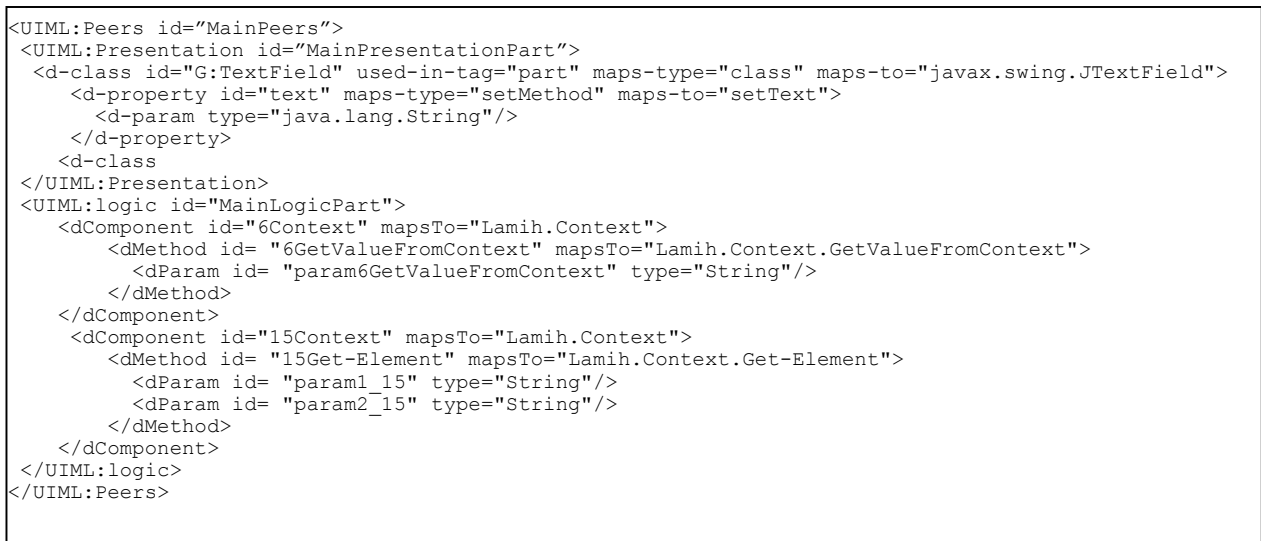 <UIML:Peers id=”MainPeers”>
<UIML:Presentation id=”MainPresentationPart”>
<d-class id="G:TextField" used-in-tag="part" maps-type="class" maps-to="javax.swing.JTextField">
<d-property id="text" maps-type="setMethod" maps-to="setText">
<d-param type="java.lang.String"/>
</d-property>
<d-class
</UIML:Presentation>
<UIML:logic id="MainLogicPart">
<dComponent id="6Context" mapsTo="Lamih.Context">
<dMethod id= "6GetValueFromContext" mapsTo="Lamih.Context.GetValueFromContext">
<dParam id= "param6GetValueFromContext" type="String"/>
</dMethod>
</dComponent>
<dComponent id="15Context" mapsTo="Lamih.Context">
<dMethod id= "15Get-Element" mapsTo="Lamih.Context.Get-Element">
<dParam id= "param1_15" type="String"/>
<dParam id= "param2_15" type="String"/>
</dMethod>
</dComponent>
</UIML:logic>
</UIML:Peers>